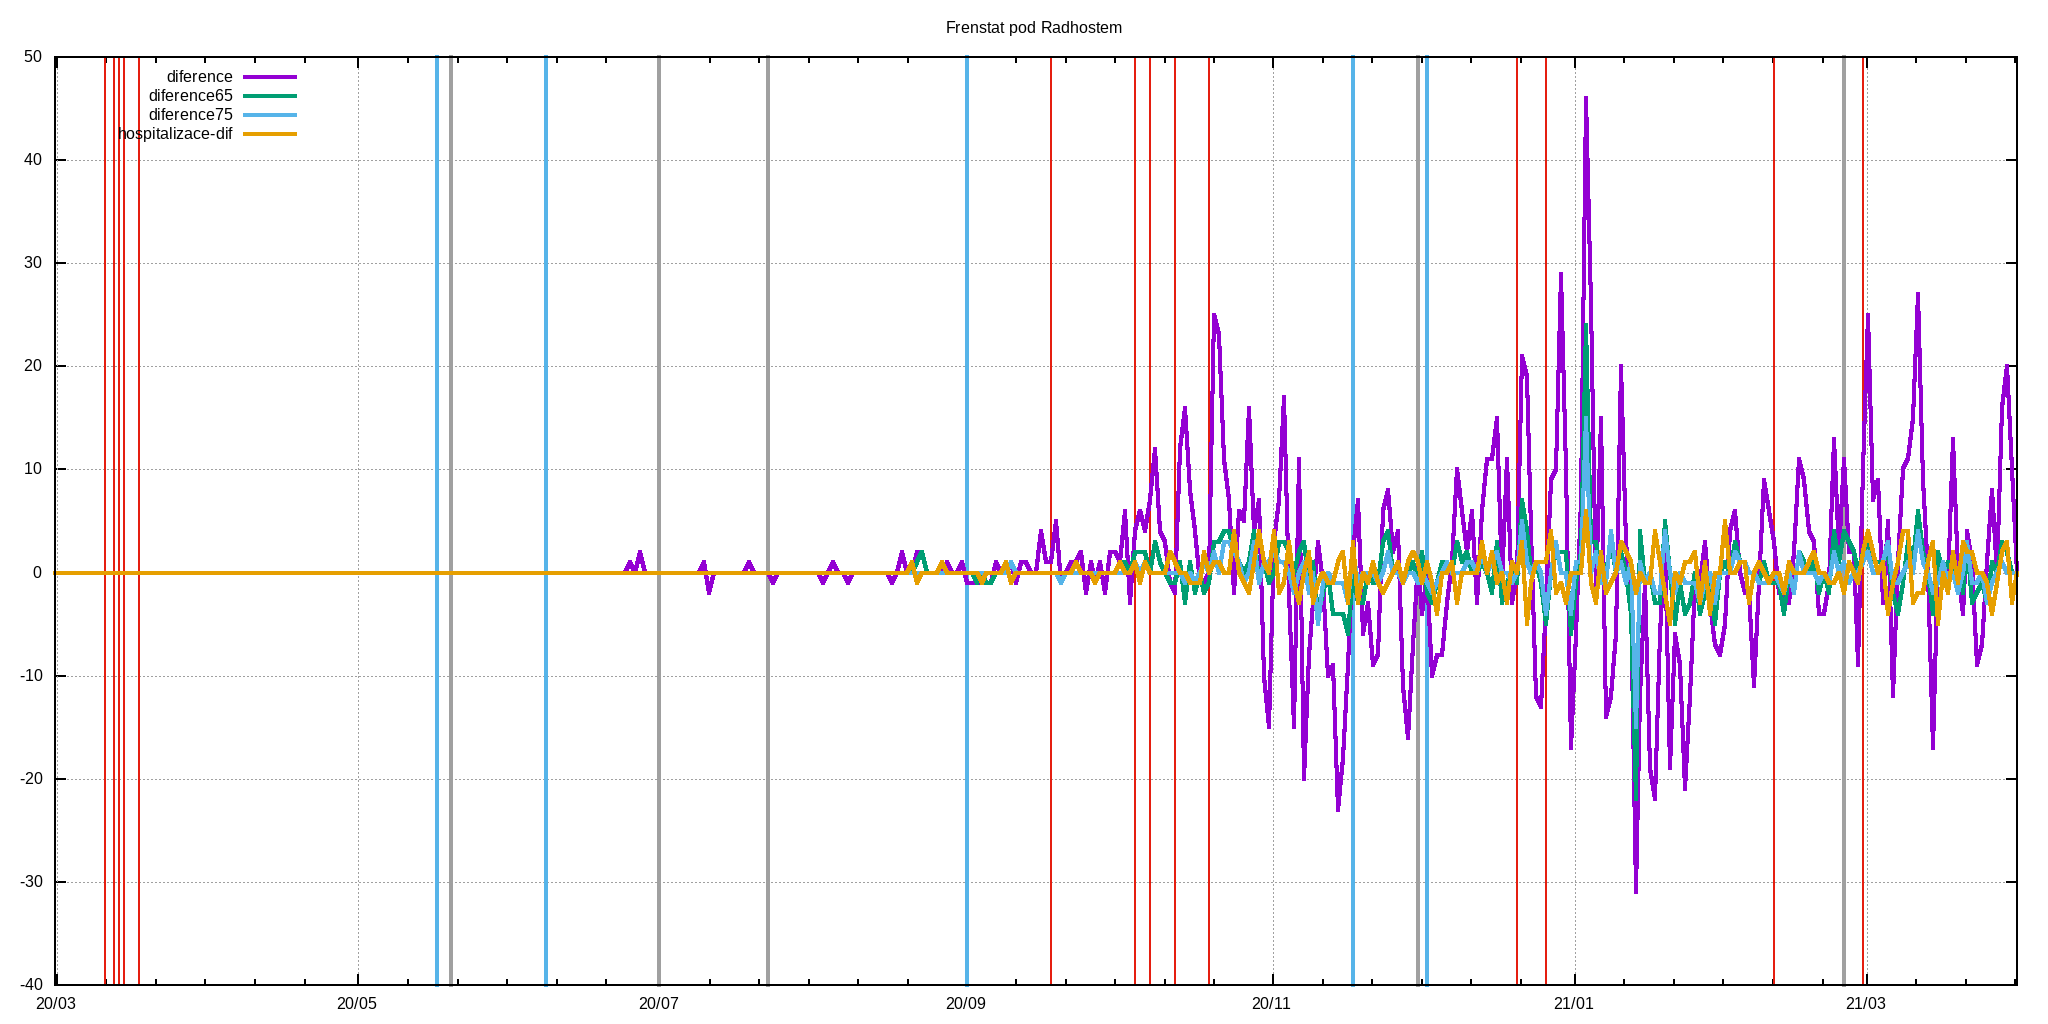 Frenstat pod Radhostem
50
40
30
20
10
0
-10
-20
-30
-40
diference
diference65
diference75
hospitalizace-dif
20/03 20/05 20/07 20/09 20/11 21/01 21/03